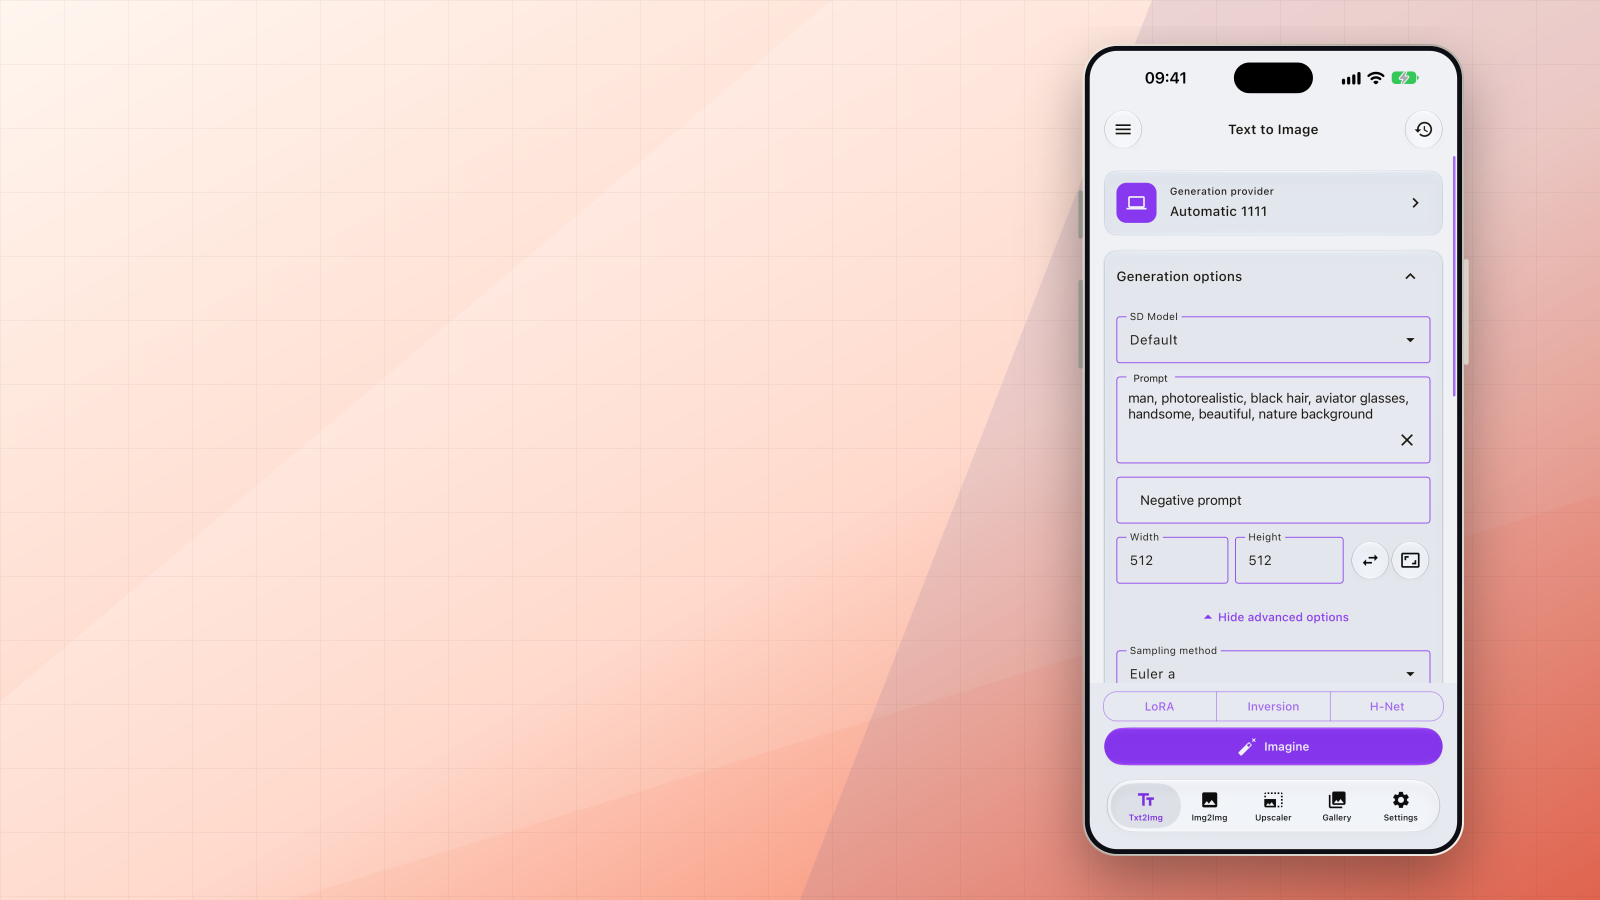 09:41
Text to Image
Generation provider
Automatic 1111
Generation options
SD Model
Default
Prompt
man, photorealistic, black hair, aviator glasses,
handsome, beautiful, nature background
Negative prompt
Width
512
Height
512
Hide advanced options
Sampling method
Euler a
LoRA
Inversion
H-Net
Imagine
Txt2Img
Img2Img
Upscaler
Gallery
Settings